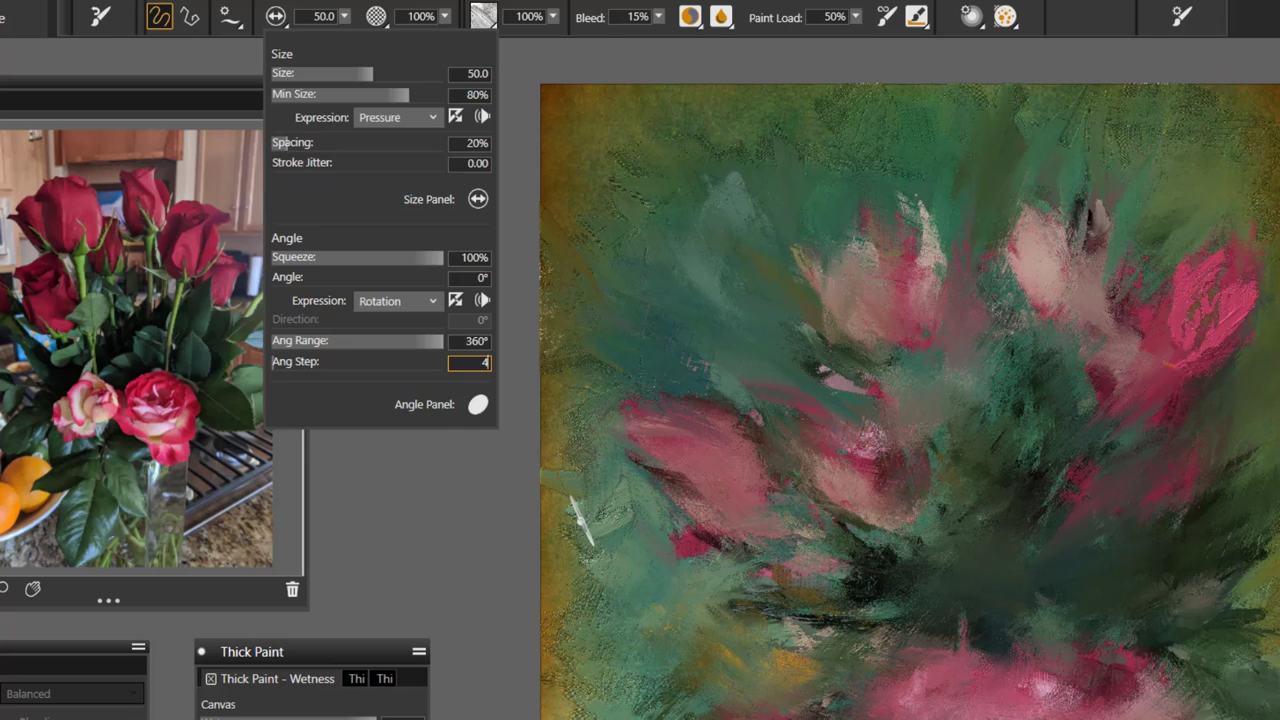 50.0 100% 100% Bleed: 15% Paint Load: 50%
Size
Size: 50.0
Min Size: 80%
Expression: Pressure
Spacing: 20%
Stroke Jitter: 0.00
Size Panel:
Angle
Squeeze: 100%
Angle: 0°
Expression: Rotation
Direction: 0°
Ang Range: 360°
Ang Step: 4
Angle Panel:
Thick Paint
Thick Paint - Wetness Thi Thi
Balanced
Canvas